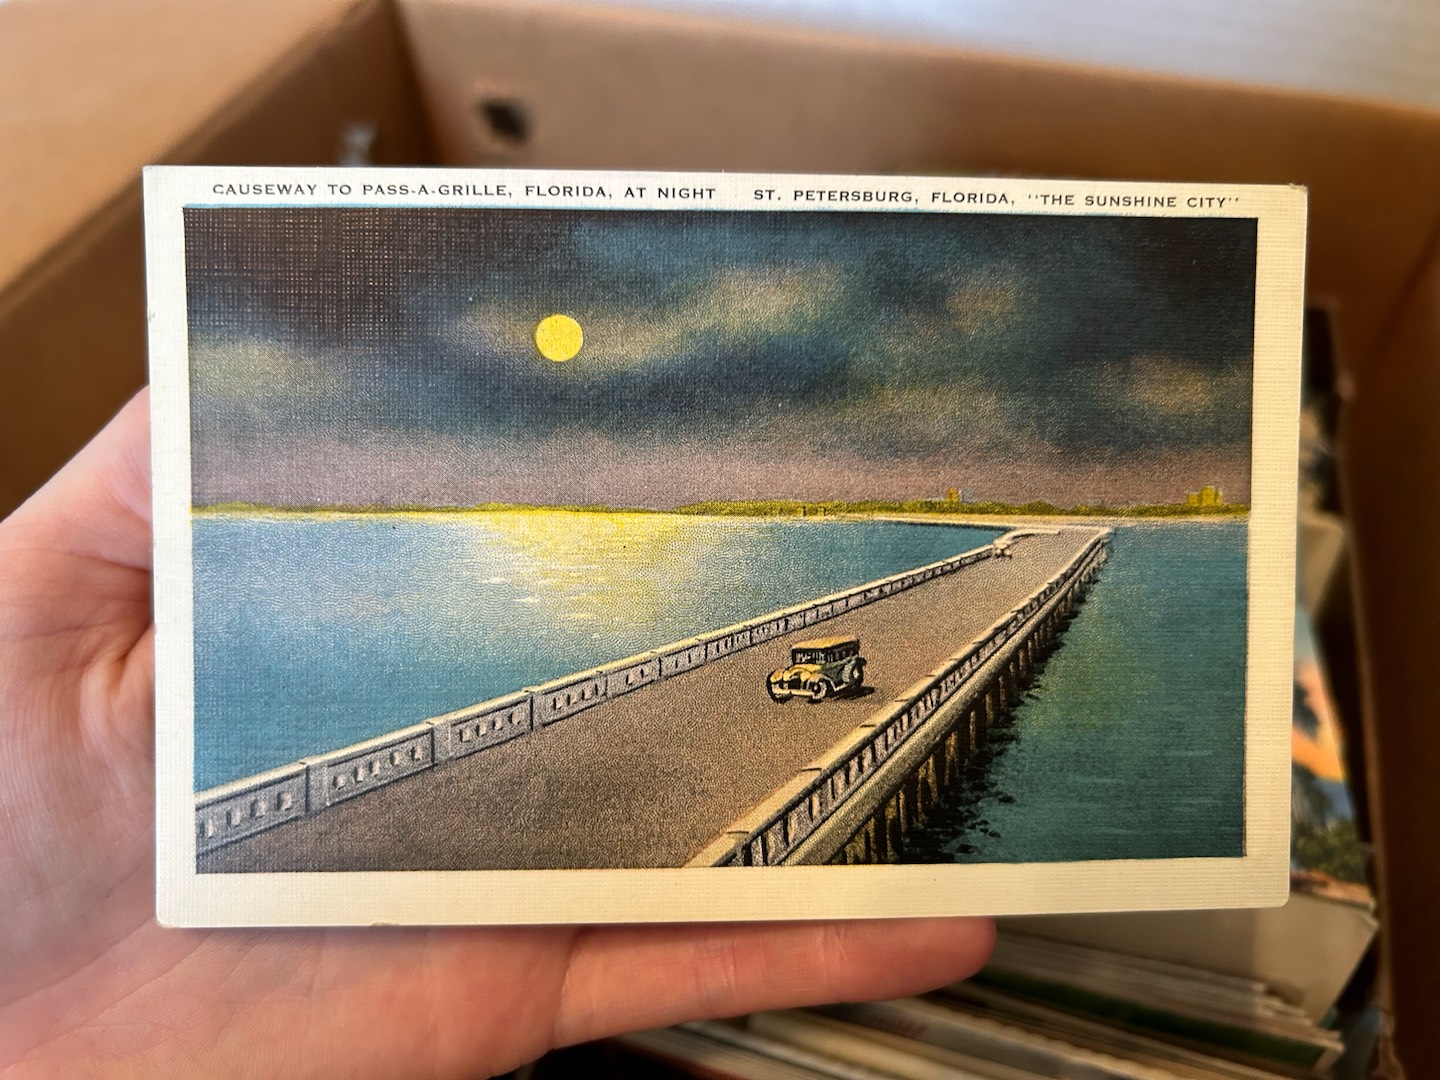 CAUSEWAY TO PASS-A-GRILLE, FLORIDA, AT NIGHT ST. PETERSBURG, FLORIDA, "THE SUNSHINE CITY"